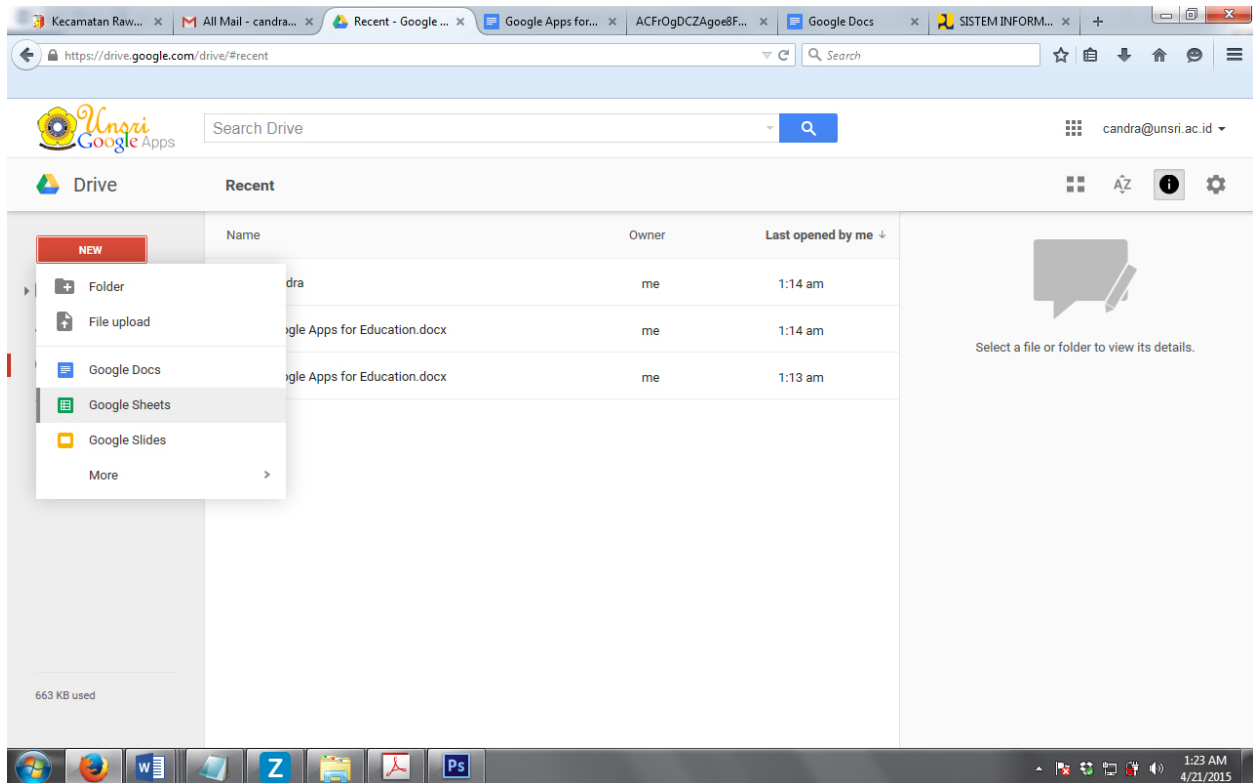 Kecamatan Raw...
All Mail - candra...
Recent - Google ...
Google Apps for...
ACFrOgDCZAgoe8F...
Google Docs
SISTEM INFORM...
https://drive.google.com/drive/#recent
Search
Unsri
Google Apps
Search Drive
candra@unsri.ac.id
Drive
Recent
AZ
NEW
Name
Owner
Last opened by me
Folder
dra
me
1:14 am
File upload
ogle Apps for Education.docx
me
1:14 am
Select a file or folder to view its details.
Google Docs
ogle Apps for Education.docx
me
1:13 am
Google Sheets
Google Slides
More
663 KB used
W
Z
Ps
1:23 AM
4/21/2015